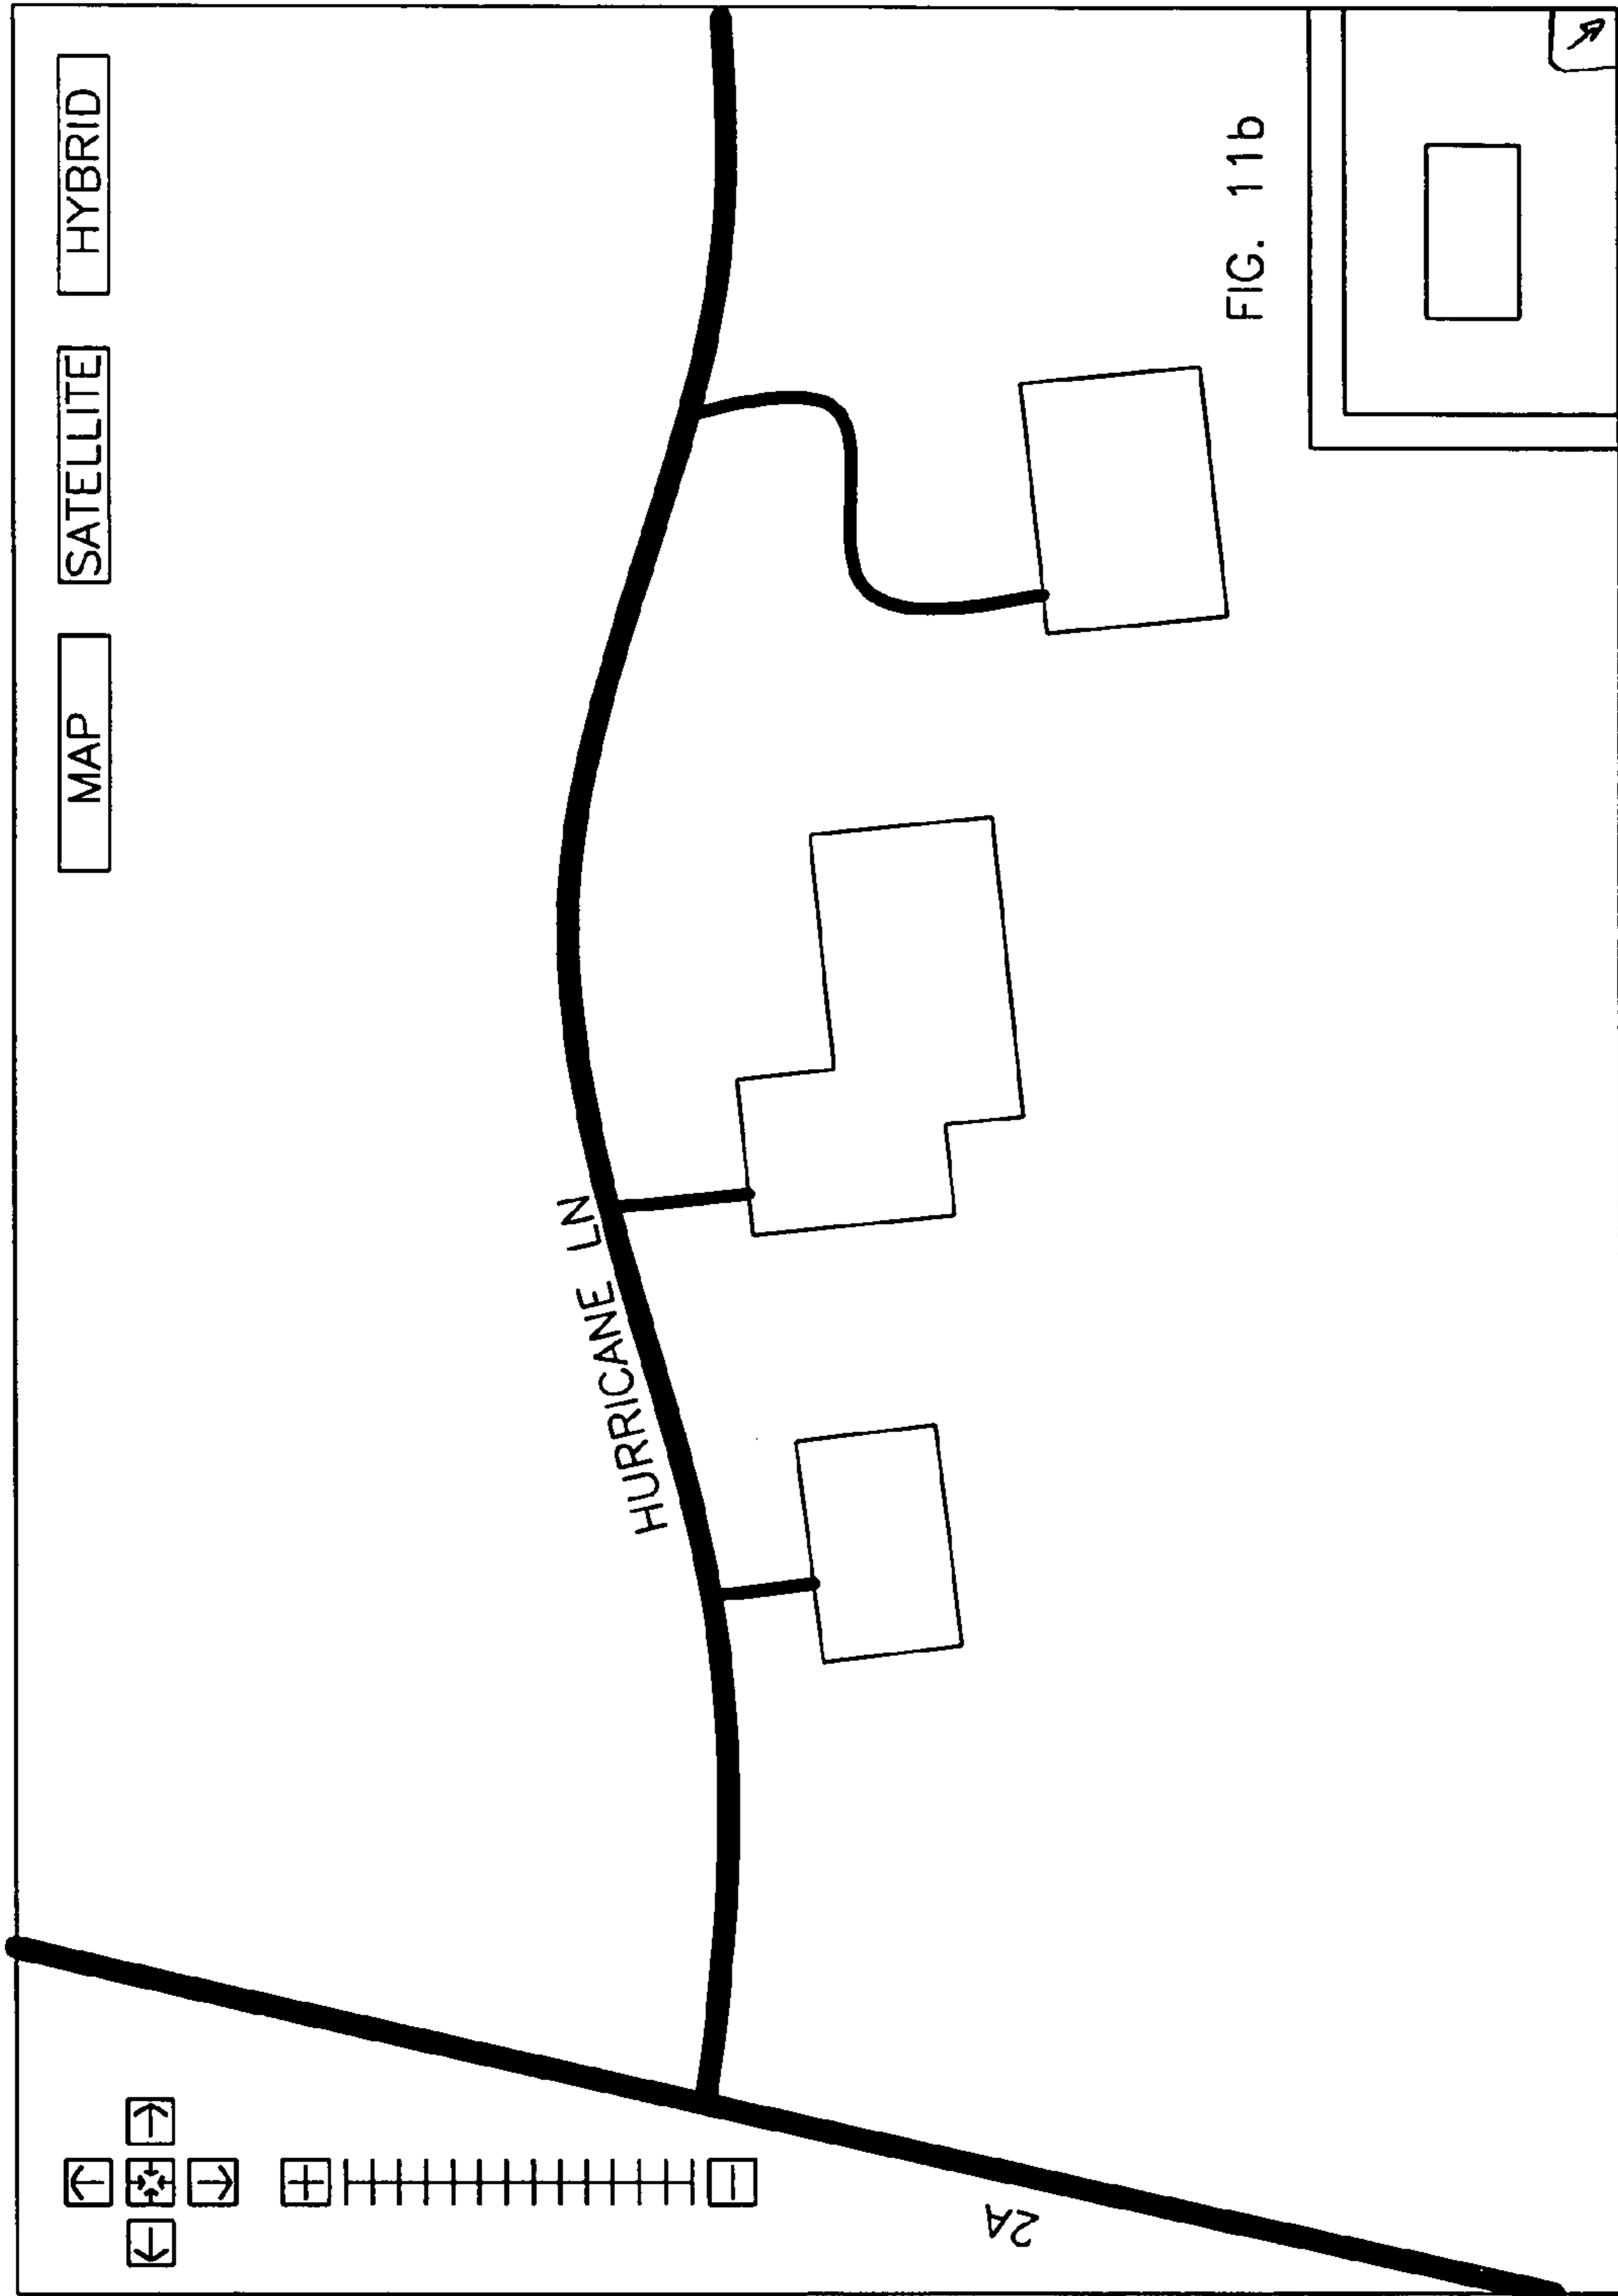 MAP
SATELLITE
HYBRID
HURRICANE LN
2A
FIG. 11b